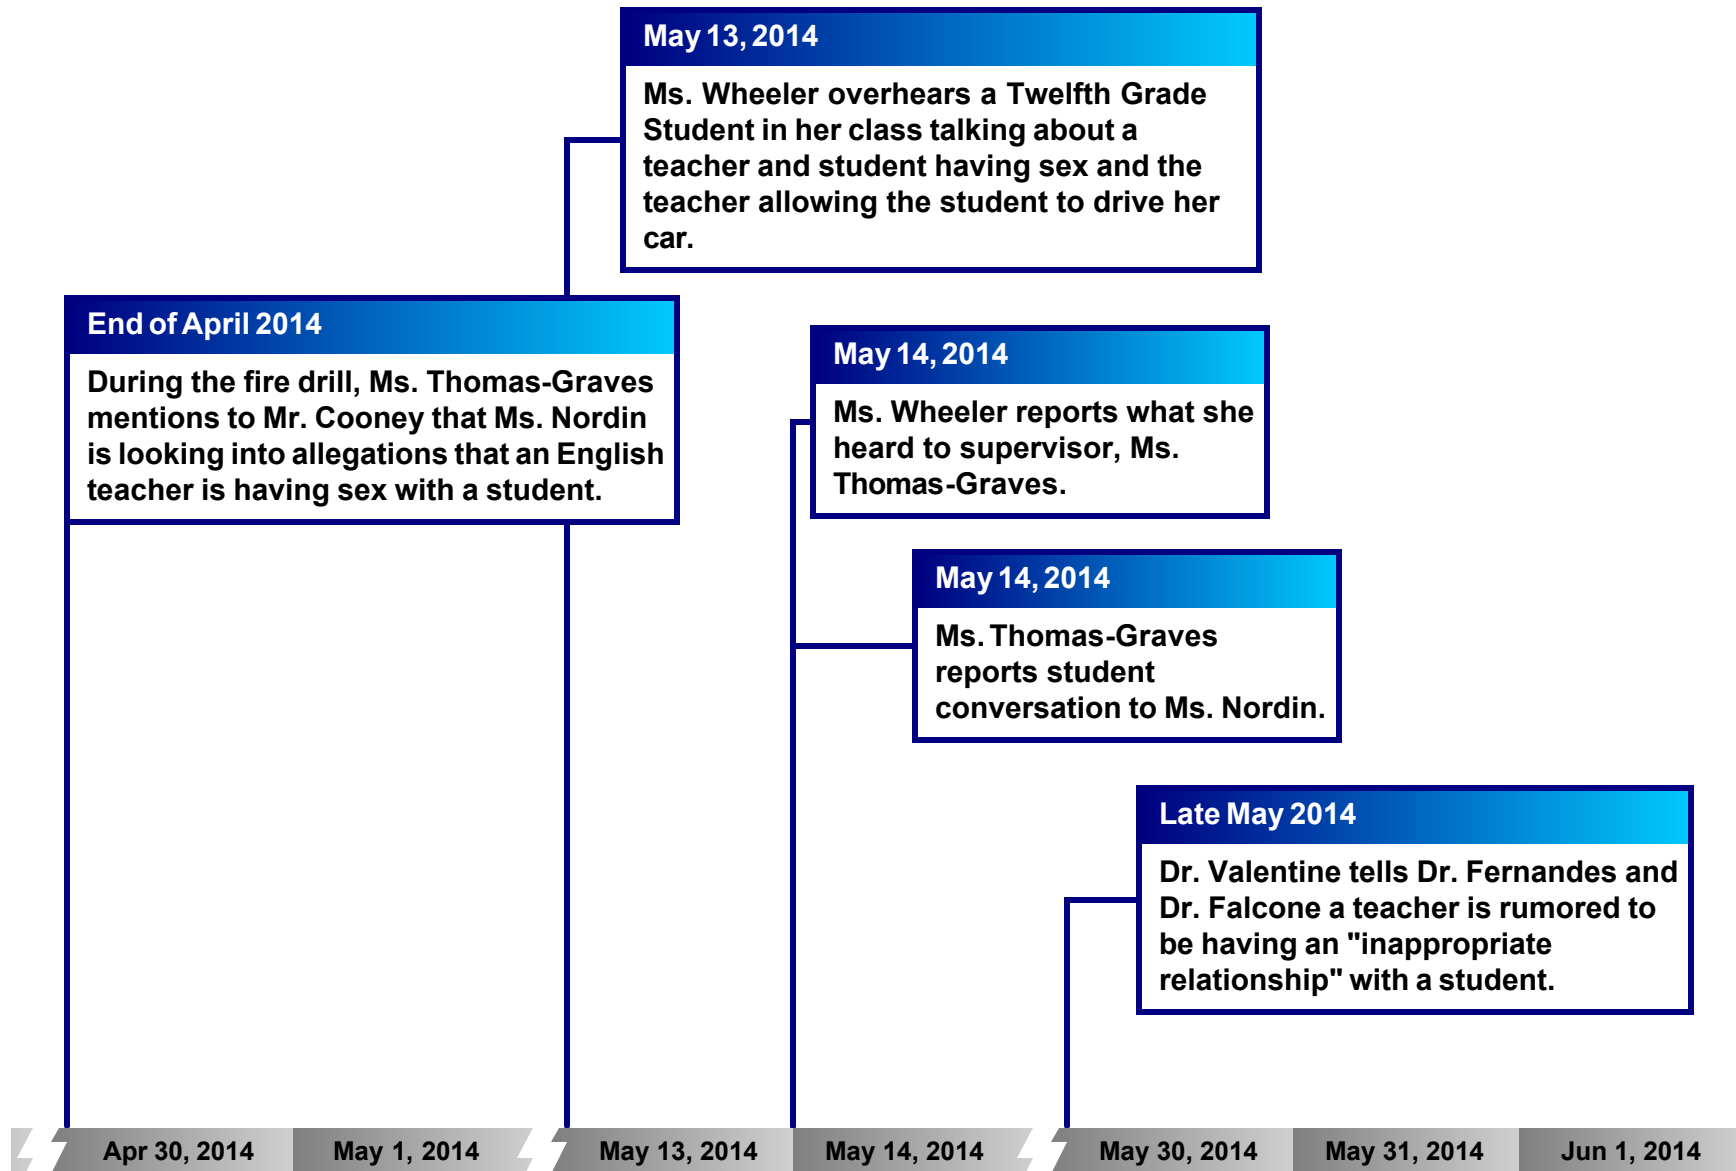 May 13, 2014
Ms. Wheeler overhears a Twelfth Grade
Student in her class talking about a
teacher and student having sex and the
teacher allowing the student to drive her
car.
End of April 2014
During the fire drill, Ms. Thomas-Graves
mentions to Mr. Cooney that Ms. Nordin
is looking into allegations that an English
teacher is having sex with a student.
May 14, 2014
Ms. Wheeler reports what she
heard to supervisor, Ms.
Thomas-Graves.
May 14, 2014
Ms. Thomas-Graves
reports student
conversation to Ms. Nordin.
Late May 2014
Dr. Valentine tells Dr. Fernandes and
Dr. Falcone a teacher is rumored to
be having an "inappropriate
relationship" with a student.
Apr 30, 2014 May 1, 2014 May 13, 2014 May 14, 2014 May 30, 2014 May 31, 2014 Jun 1, 2014